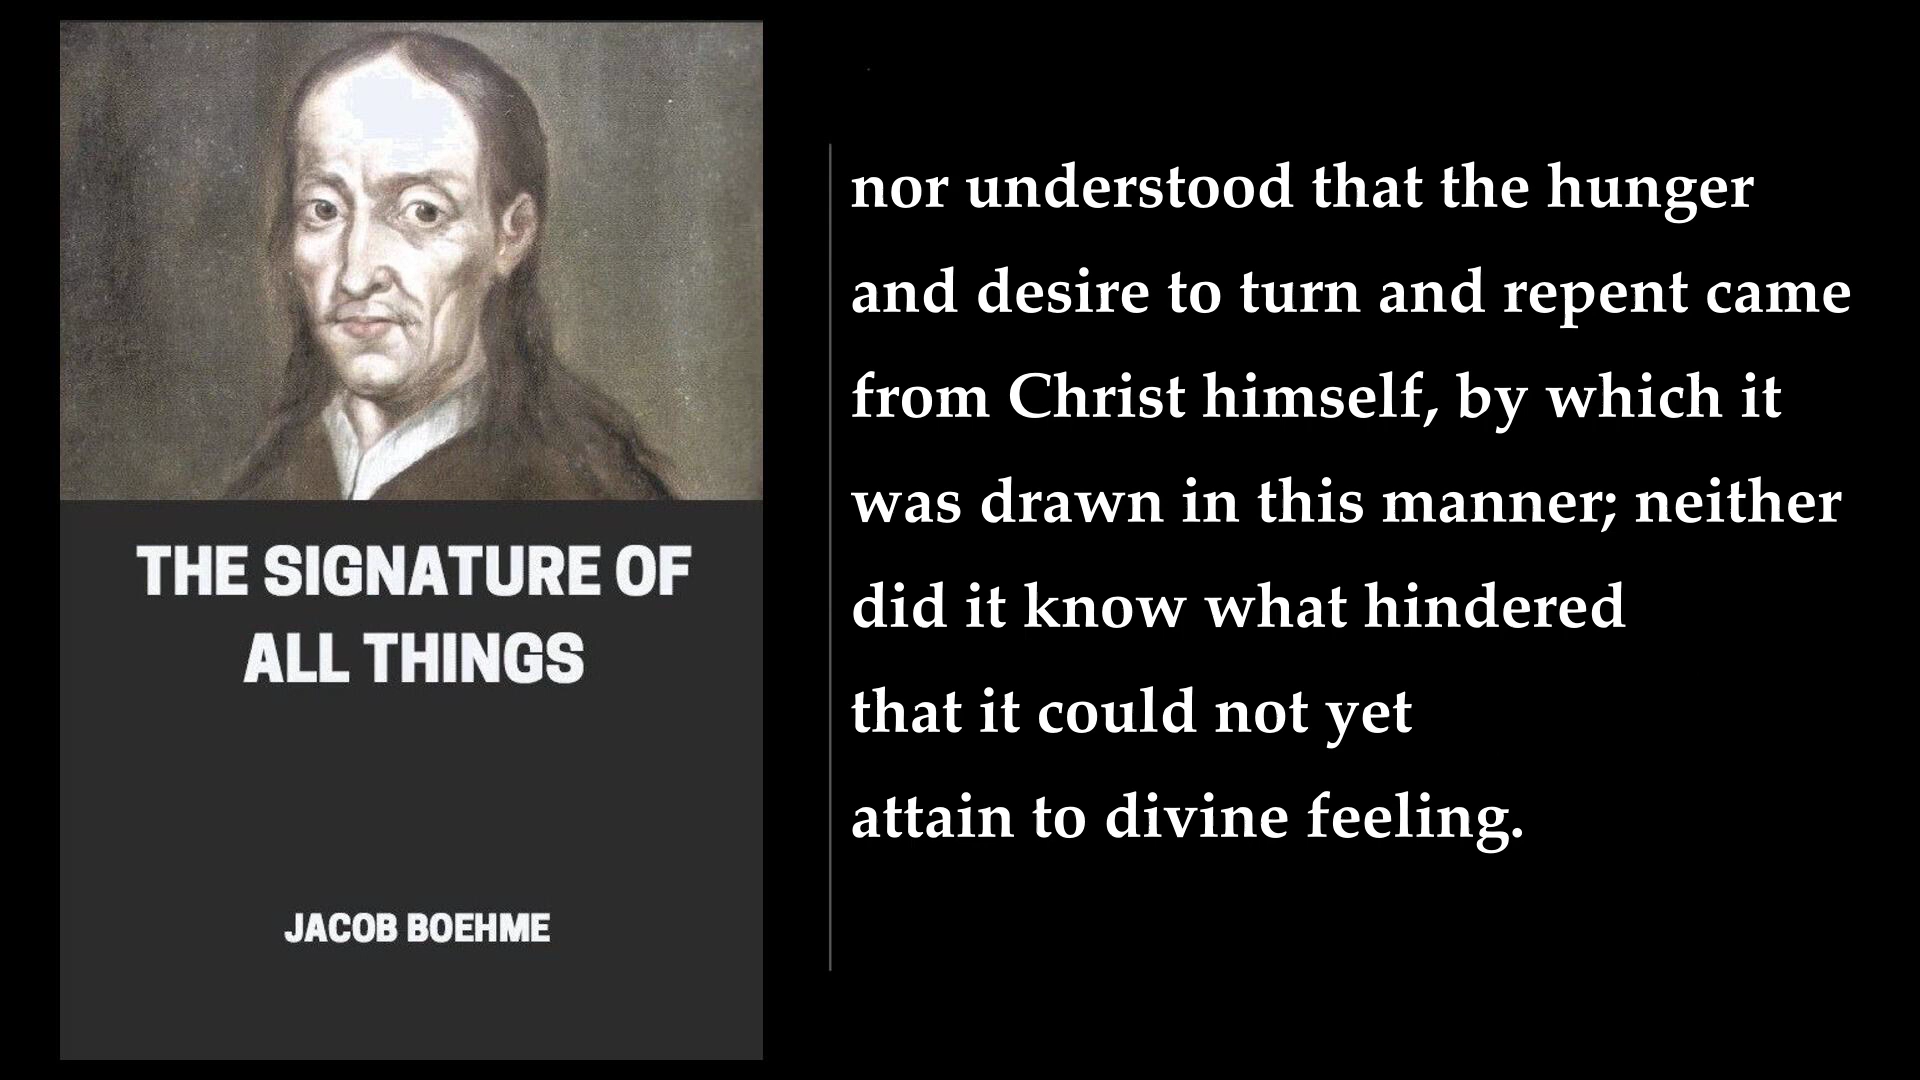 THE SIGNATURE OF
ALL THINGS
JACOB BOEHME
nor understood that the hunger
and desire to turn and repent came
from Christ himself, by which it
was drawn in this manner; neither
did it know what hindered
that it could not yet
attain to divine feeling.